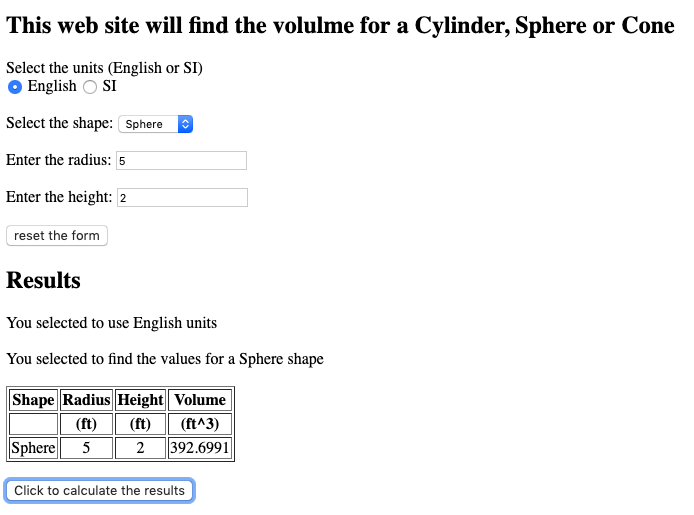 This web site will find the volulme for a Cylinder, Sphere or Cone
Select the units (English or SI)
English SI
Select the shape: Sphere
Enter the radius: 5
Enter the height: 2
reset the form
Results
You selected to use English units
You selected to find the values for a Sphere shape
Shape Radius Height Volume
(ft) (ft) (ft^3)
Sphere 5 2 392.6991
Click to calculate the results